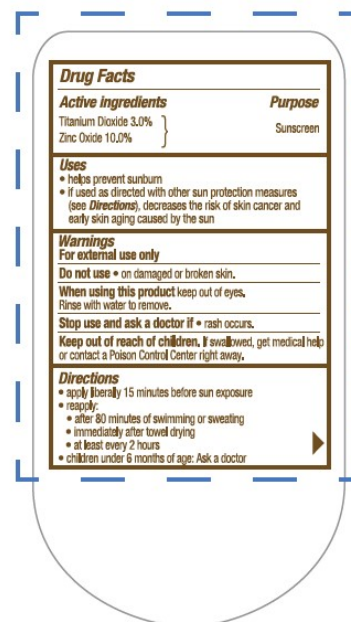 Drug Facts
Active ingredients Purpose
Titanium Dioxide 3.0%
Zinc Oxide 10.0%
Sunscreen
Uses
• helps prevent sunburn
• if used as directed with other sun protection measures
(see Directions), decreases the risk of skin cancer and
early skin aging caused by the sun
Warnings
For external use only
Do not use • on damaged or broken skin.
When using this product keep out of eyes.
Rinse with water to remove.
Stop use and ask a doctor if • rash occurs.
Keep out of reach of children. If swallowed, get medical help
or contact a Poison Control Center right away.
Directions
• apply liberally 15 minutes before sun exposure
• reapply:
• after 80 minutes of swimming or sweating
• immediately after towel drying
• at least every 2 hours
• children under 6 months of age: Ask a doctor